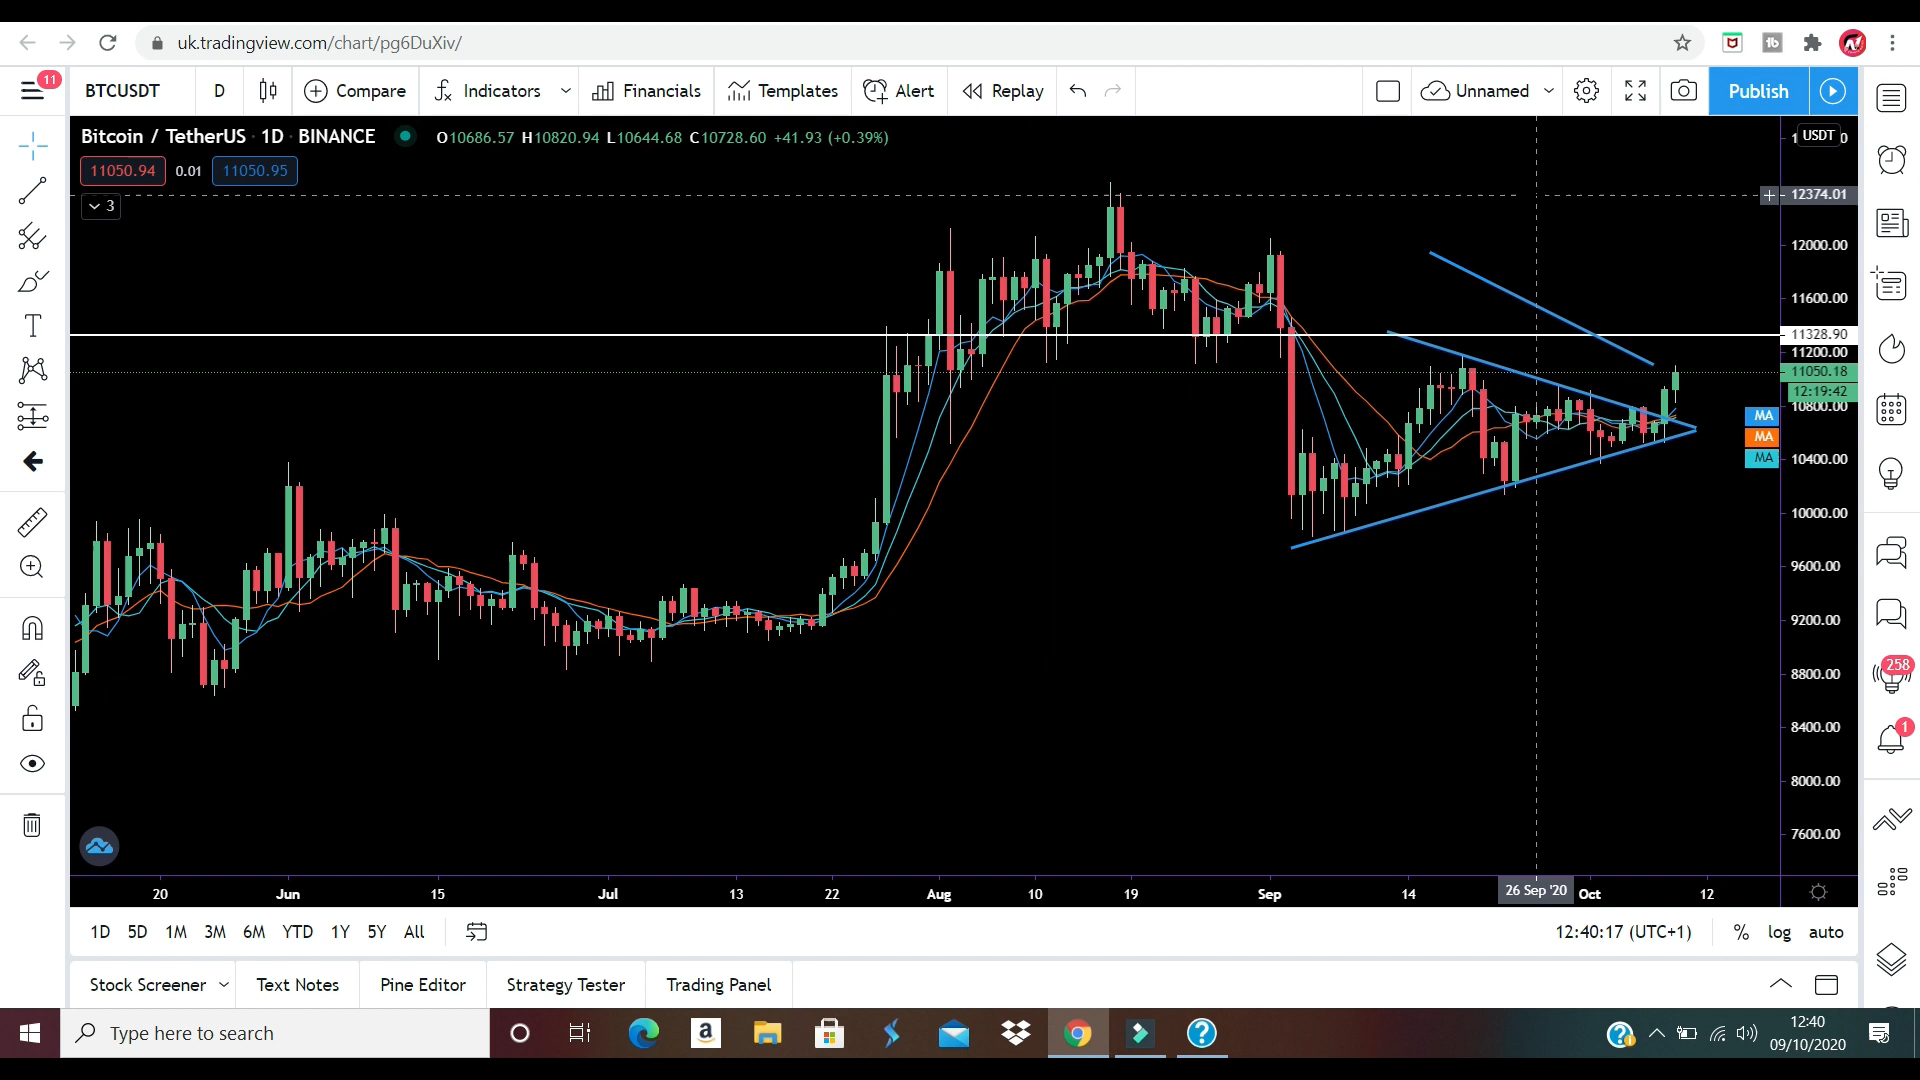 uk.tradingview.com/chart/pg6DuXiv/
11
BTCUSDT D Compare Indicators Financials Templates Alert Replay Unnamed Publish
Bitcoin / TetherUS · 1D · BINANCE O10686.57 H10820.94 L10644.68 C10728.60 +41.93 (+0.39%)
USDT
11050.94 0.01 11050.95
3
12374.01
12000.00
11600.00
11328.90
11200.00
11050.18
12:19:42
10800.00
MA
MA
MA
10400.00
10000.00
9600.00
9200.00
8800.00
8400.00
8000.00
7600.00
258
1
20 Jun 15 Jul 13 22 Aug 10 19 Sep 14 26 Sep '20 Oct 12
1D 5D 1M 3M 6M YTD 1Y 5Y All 12:40:17 (UTC+1) % log auto
Stock Screener Text Notes Pine Editor Strategy Tester Trading Panel
Type here to search
12:40
09/10/2020